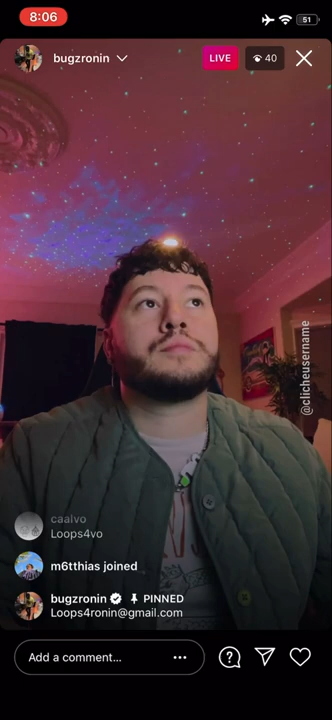 8:06
51
bugzronin
LIVE
40
@clicheusername
caalvo
Loops4vo
m6tthias joined
bugzronin PINNED
Loops4ronin@gmail.com
Add a comment...